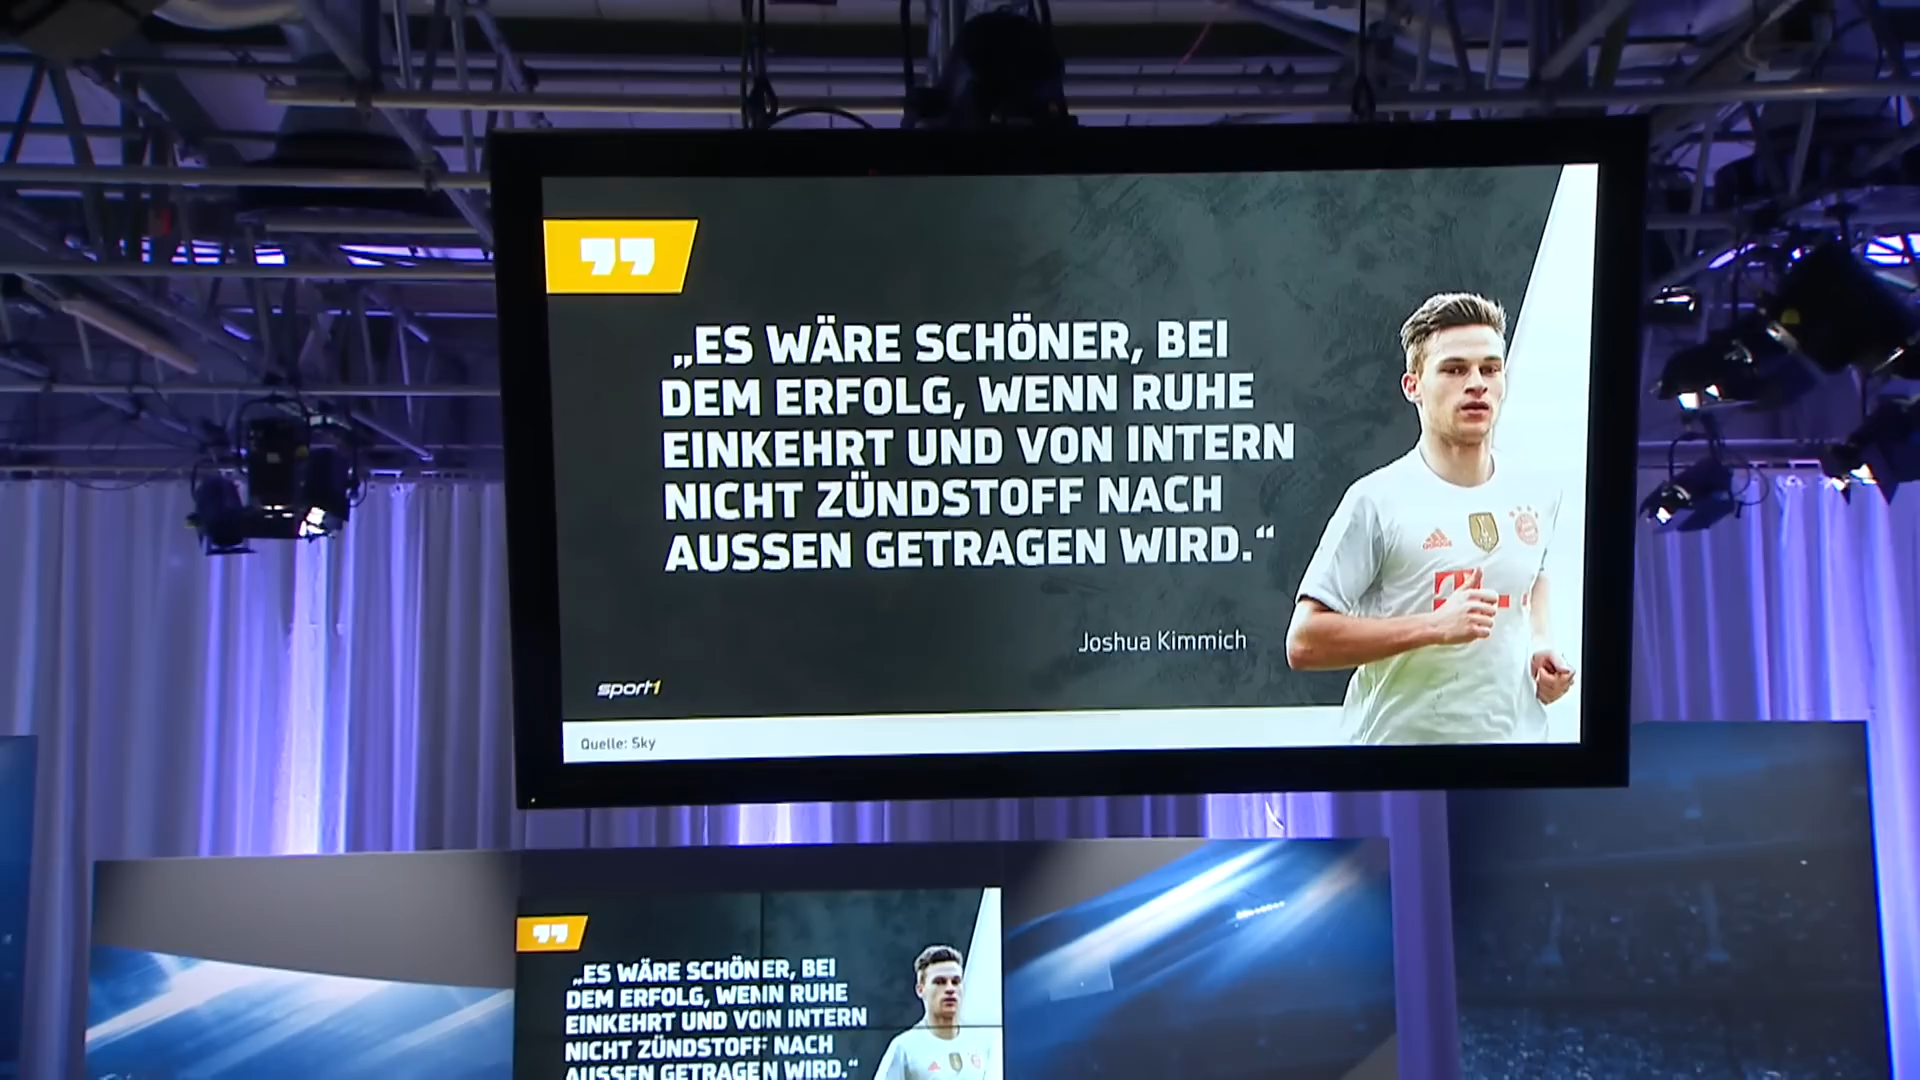 „ES WÄRE SCHÖNER, BEI
DEM ERFOLG, WENN RUHE
EINKEHRT UND VON INTERN
NICHT ZÜNDSTOFF NACH
AUSSEN GETRAGEN WIRD.“
adidas
T
Joshua Kimmich
sport1
Quelle: Sky
„ES WÄRE SCHÖNER, BEI
DEM ERFOLG, WENN RUHE
EINKEHRT UND VON INTERN
NICHT ZÜNDSTOFF NACH
AUSSEN GETRAGEN WIRD.“